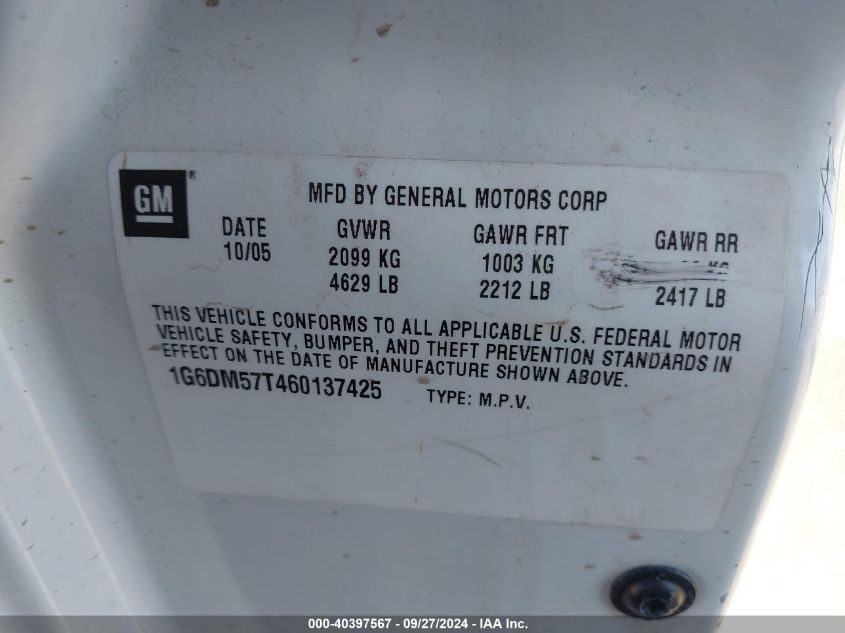 GM ®
MFD BY GENERAL MOTORS CORP
DATE GVWR GAWR FRT GAWR RR
10/05 2099 KG 1003 KG KG
4629 LB 2212 LB 2417 LB
THIS VEHICLE CONFORMS TO ALL APPLICABLE U.S. FEDERAL MOTOR
VEHICLE SAFETY, BUMPER, AND THEFT PREVENTION STANDARDS IN
EFFECT ON THE DATE OF MANUFACTURE SHOWN ABOVE.
1G6DM57T460137425 TYPE: M.P.V.
000-40397567 - 09/27/2024 - IAA Inc.